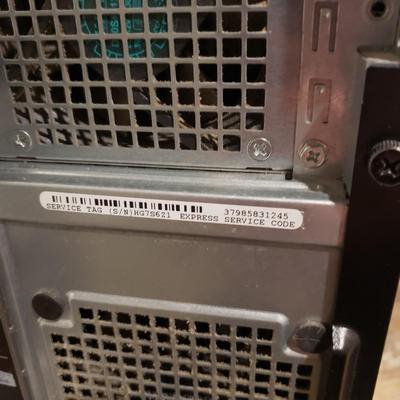 37985831245
SERVICE TAG (S/N)HG7S6Z1 EXPRESS SERVICE CODE